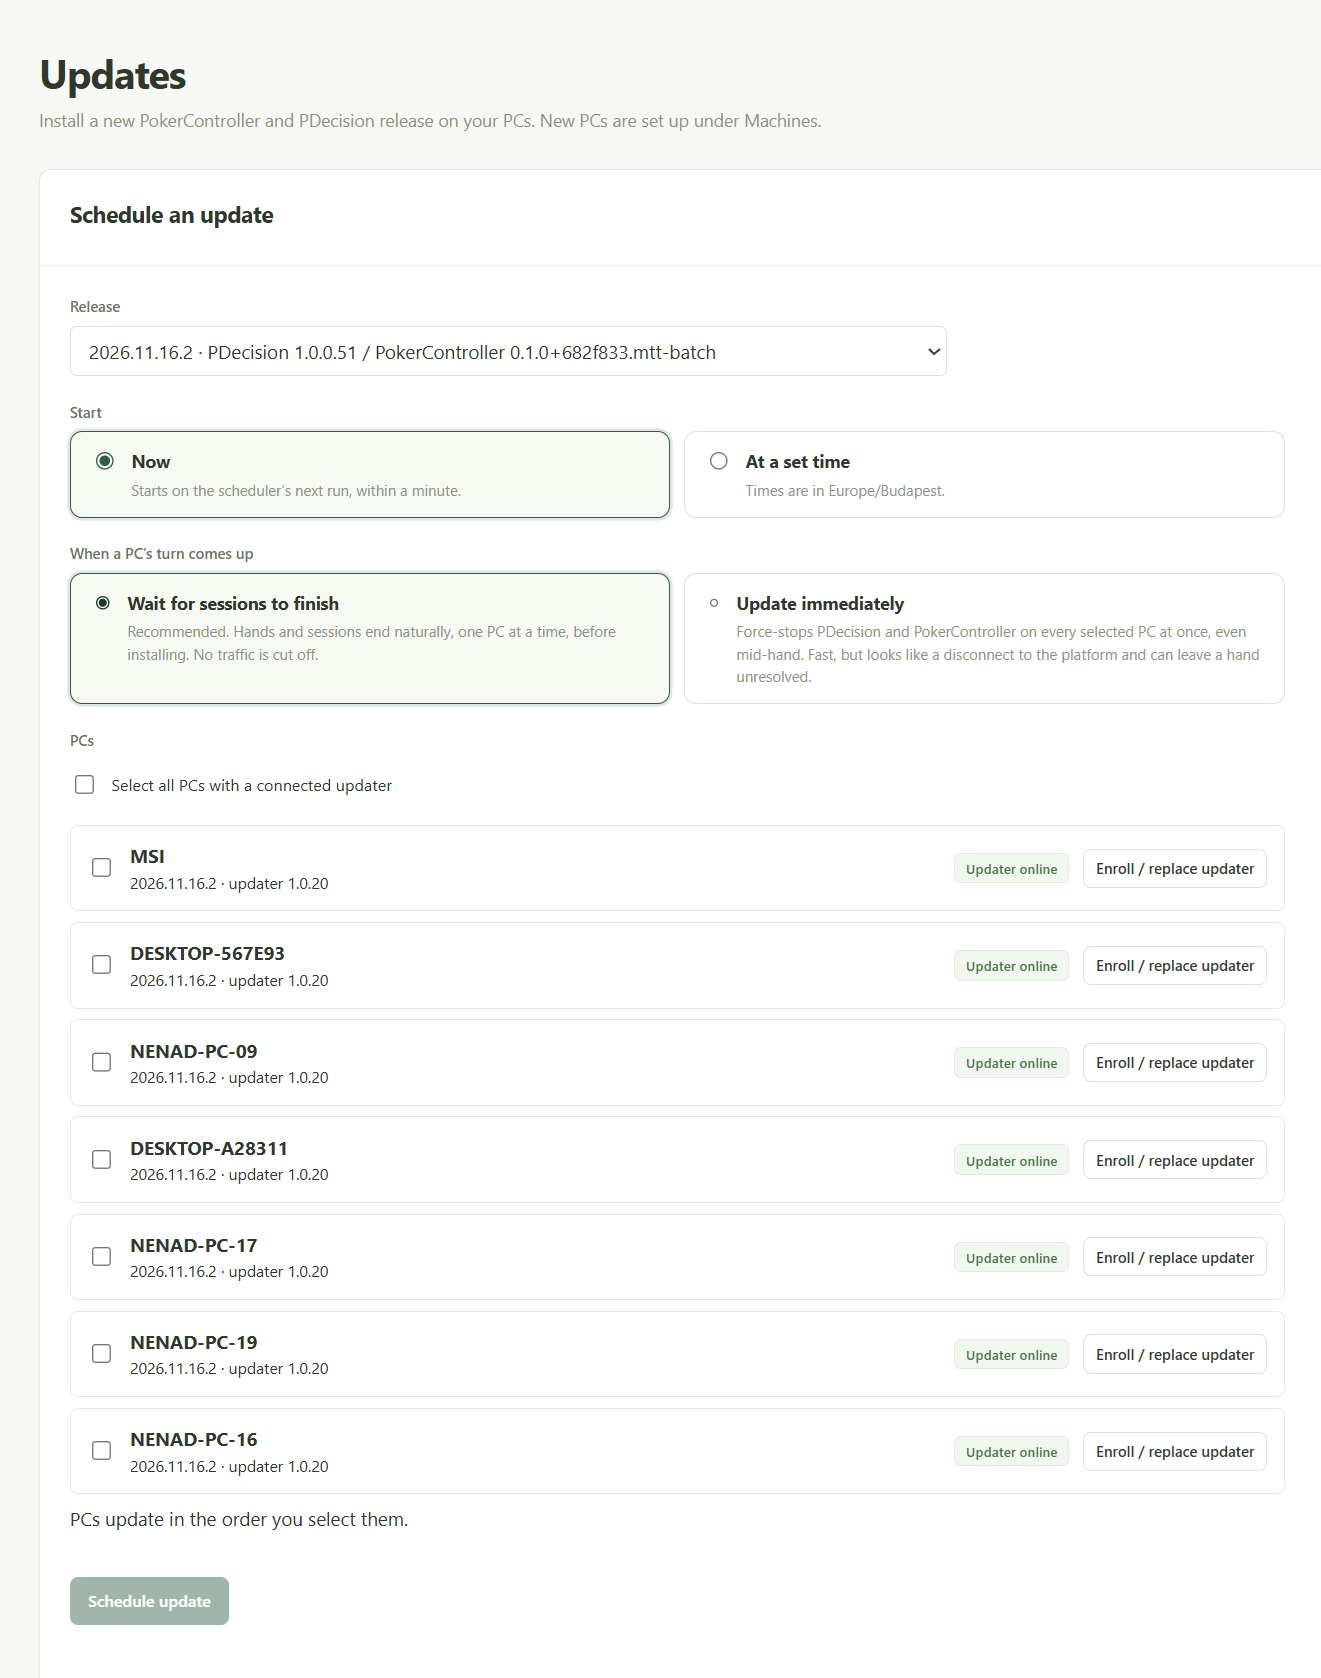 Updates
Install a new PokerController and PDecision release on your PCs. New PCs are set up under Machines.
Schedule an update
Release
2026.11.16.2 · PDecision 1.0.0.51 / PokerController 0.1.0+682f833.mtt-batch
Start
Now
Starts on the scheduler's next run, within a minute.
At a set time
Times are in Europe/Budapest.
When a PC's turn comes up
Wait for sessions to finish
Recommended. Hands and sessions end naturally, one PC at a time, before
installing. No traffic is cut off.
Update immediately
Force-stops PDecision and PokerController on every selected PC at once, even
mid-hand. Fast, but looks like a disconnect to the platform and can leave a hand
unresolved.
PCs
Select all PCs with a connected updater
MSI
2026.11.16.2 · updater 1.0.20
Updater online
Enroll / replace updater
DESKTOP-567E93
2026.11.16.2 · updater 1.0.20
Updater online
Enroll / replace updater
NENAD-PC-09
2026.11.16.2 · updater 1.0.20
Updater online
Enroll / replace updater
DESKTOP-A28311
2026.11.16.2 · updater 1.0.20
Updater online
Enroll / replace updater
NENAD-PC-17
2026.11.16.2 · updater 1.0.20
Updater online
Enroll / replace updater
NENAD-PC-19
2026.11.16.2 · updater 1.0.20
Updater online
Enroll / replace updater
NENAD-PC-16
2026.11.16.2 · updater 1.0.20
Updater online
Enroll / replace updater
PCs update in the order you select them.
Schedule update